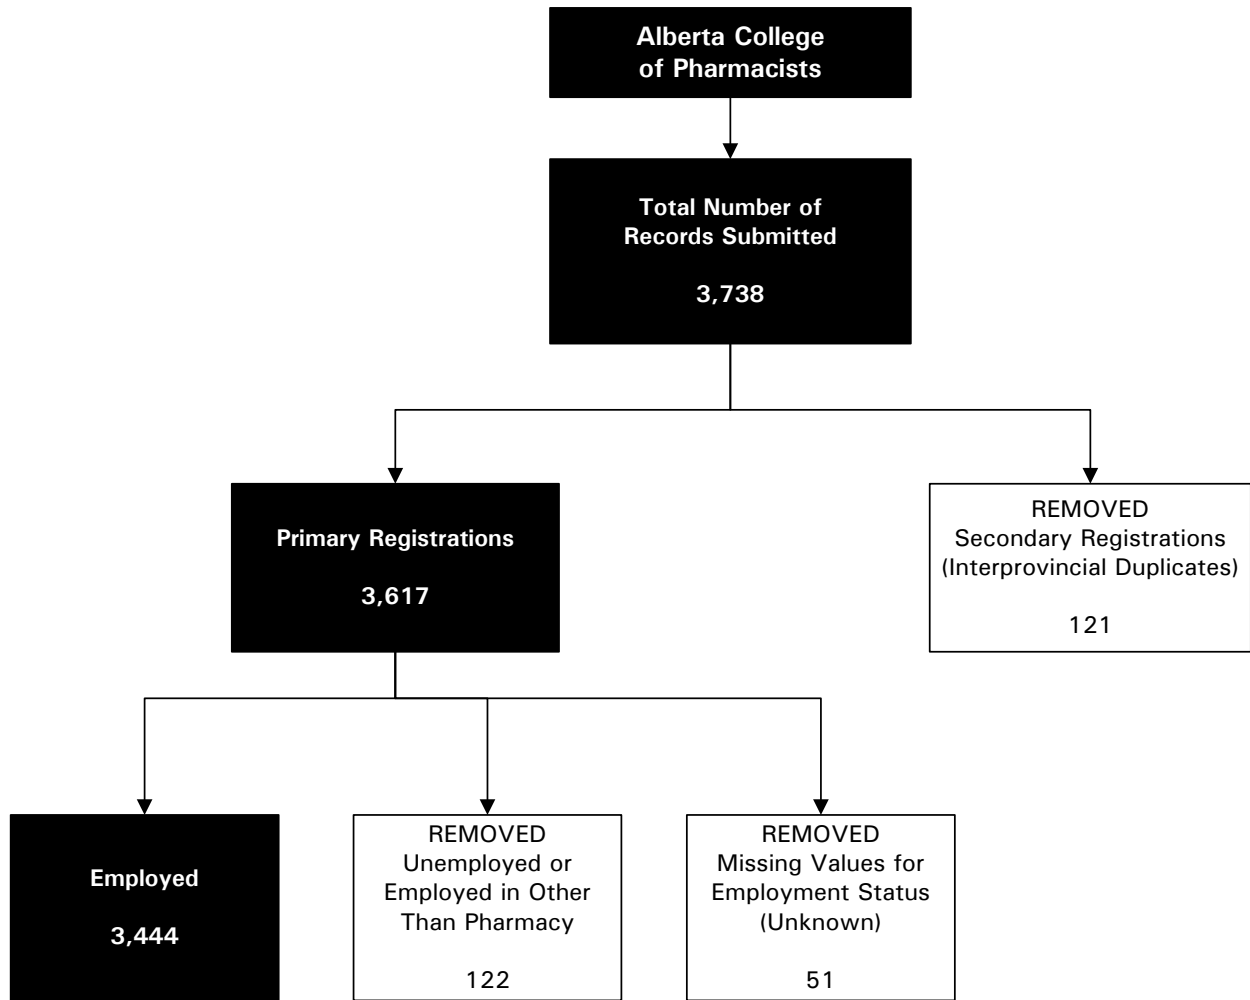 Alberta College
of Pharmacists
Total Number of
Records Submitted
3,738
Primary Registrations
3,617
REMOVED
Secondary Registrations
(Interprovincial Duplicates)
121
Employed
3,444
REMOVED
Unemployed or
Employed in Other
Than Pharmacy
122
REMOVED
Missing Values for
Employment Status
(Unknown)
51